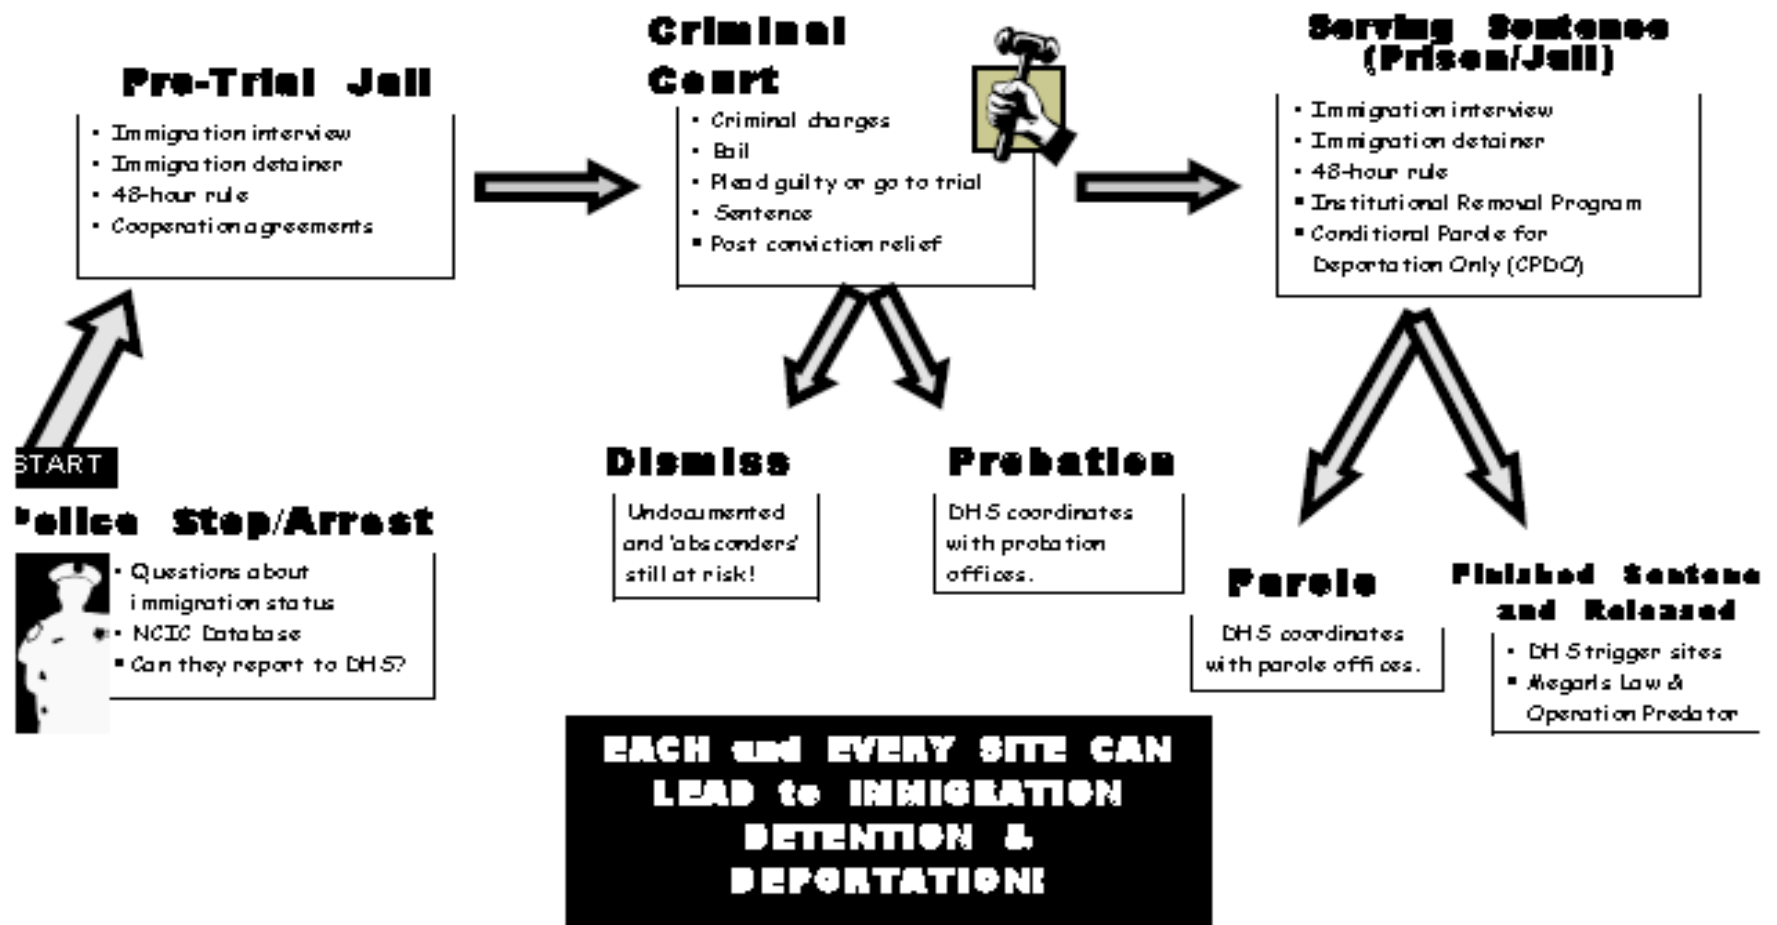 Pre-Trial Jail
• Immigration interview
• Immigration detainer
• 48-hour rule
• Cooperation agreements
Criminal
Court
• Criminal charges
• Bail
• Plead guilty or go to trial
• Sentence
▪ Post conviction relief
Serving Sentence
(Prison/Jail)
• Immigration interview
• Immigration detainer
• 48-hour rule
▪ Institutional Removal Program
▪ Conditional Parole for
Deportation Only (CPDO)
START
Police Stop/Arrest
• Questions about
immigration status
• NCIC Database
▪ Can they report to DHS?
Dismiss
Undocumented
and 'absconders'
still at risk!
Probation
DHS coordinates
with probation
offices.
Parole
DHS coordinates
with parole offices.
Finished Sentence
and Released
• DHS trigger sites
▪ Megan's Law &
Operation Predator
EACH and EVERY SITE CAN
LEAD to IMMIGRATION
DETENTION &
DEPORTATION!